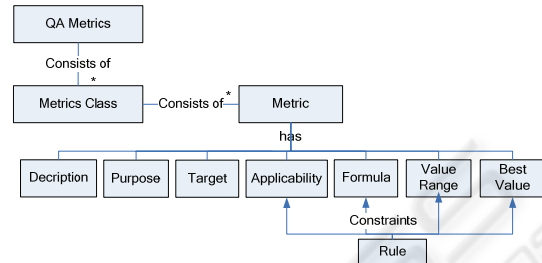 QA Metrics
Consists of
*
Metrics Class
Consists of
*
Metric
has
Decription
Purpose
Target
Applicability
Formula
Value
Range
Best
Value
Constraints
Rule